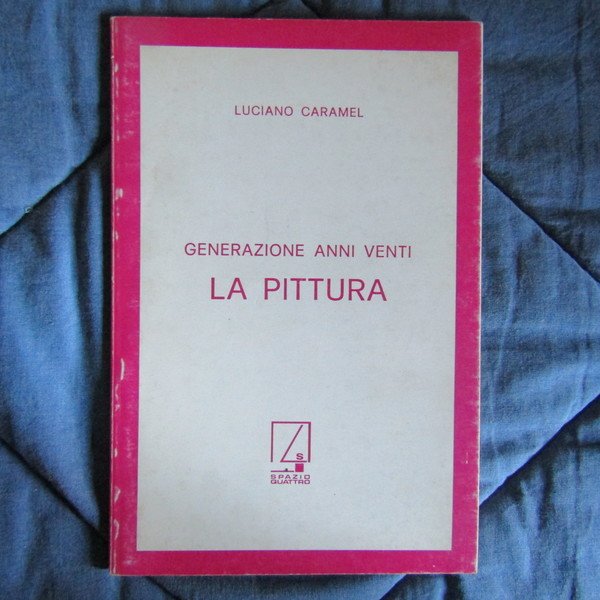 LUCIANO CARAMEL
GENERAZIONE ANNI VENTI
LA PITTURA
S
SPAZIO
QUATTRO